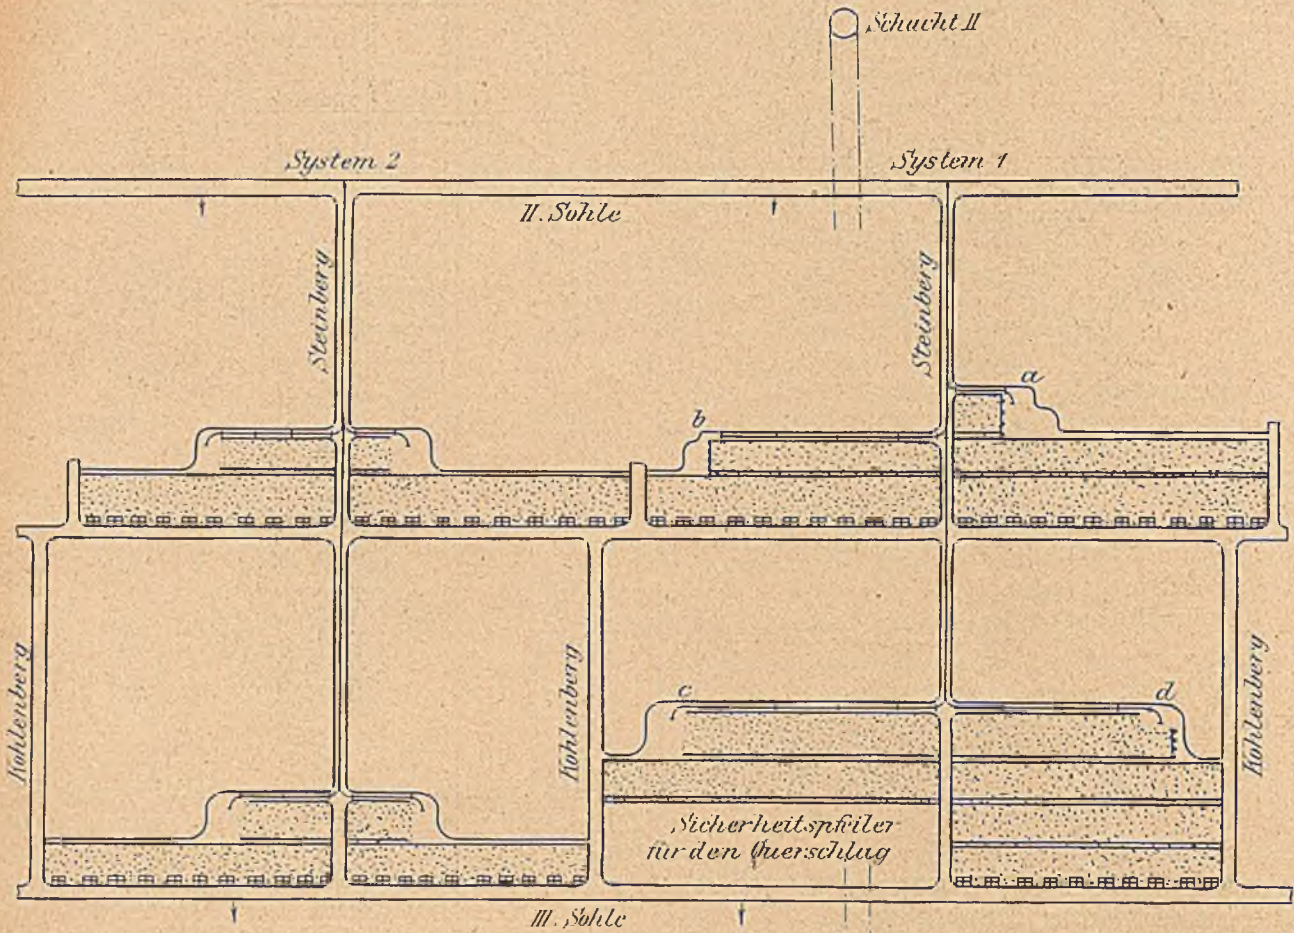 Schacht II
System 2
System 1
II. Sohle
Steinberg
Steinberg
a
b
Kohlenberg
Kohlenberg
Kohlenberg
c
d
Sicherheitspfeiler
für den Querschlag
III. Sohle